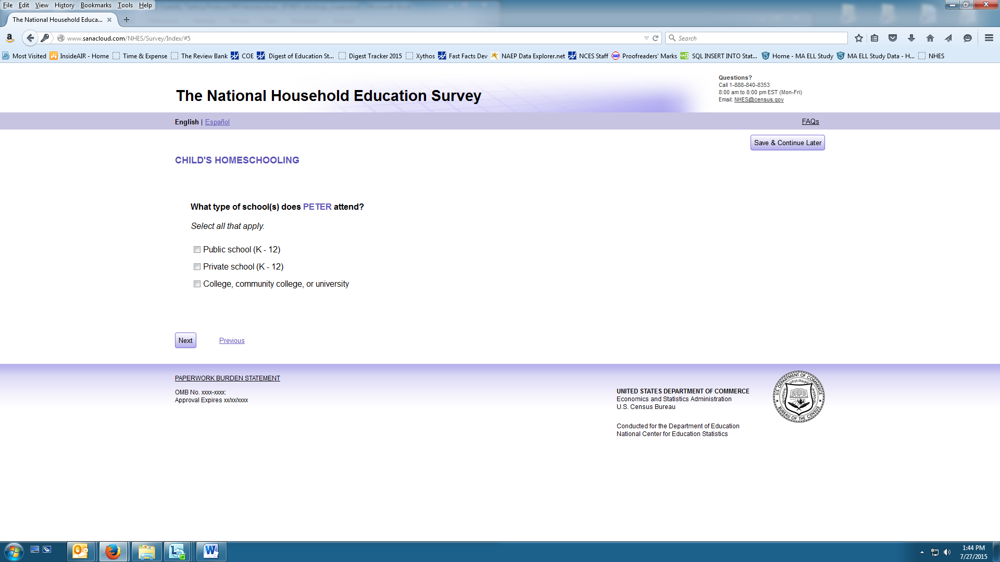 File Edit View History Bookmarks Tools Help
The National Household Educa...
www.sanacloud.com/NHES/Survey/Index/#5
Search
Most Visited InsideAIR - Home Time & Expense The Review Bank COE Digest of Education St... Digest Tracker 2015 Xythos Fast Facts Dev NAEP Data Explorer.net NCES Staff Proofreaders' Marks SQL INSERT INTO Stat... Home - MA ELL Study MA ELL Study Data - H... NHES
Questions?
Call 1-888-840-8353
8:00 am to 8:00 pm EST (Mon-Fri)
Email: NHES@census.gov
The National Household Education Survey
English | Español
FAQs
Save & Continue Later
CHILD'S HOMESCHOOLING
What type of school(s) does PETER attend?
Select all that apply.
Public school (K - 12)
Private school (K - 12)
College, community college, or university
Next Previous
PAPERWORK BURDEN STATEMENT
OMB No. xxxx-xxxx:
Approval Expires xx/xx/xxxx
UNITED STATES DEPARTMENT OF COMMERCE
Economics and Statistics Administration
U.S. Census Bureau
Conducted for the Department of Education
National Center for Education Statistics
U.S. DEPARTMENT OF COMMERCE
BUREAU OF THE CENSUS
1:44 PM
7/27/2015